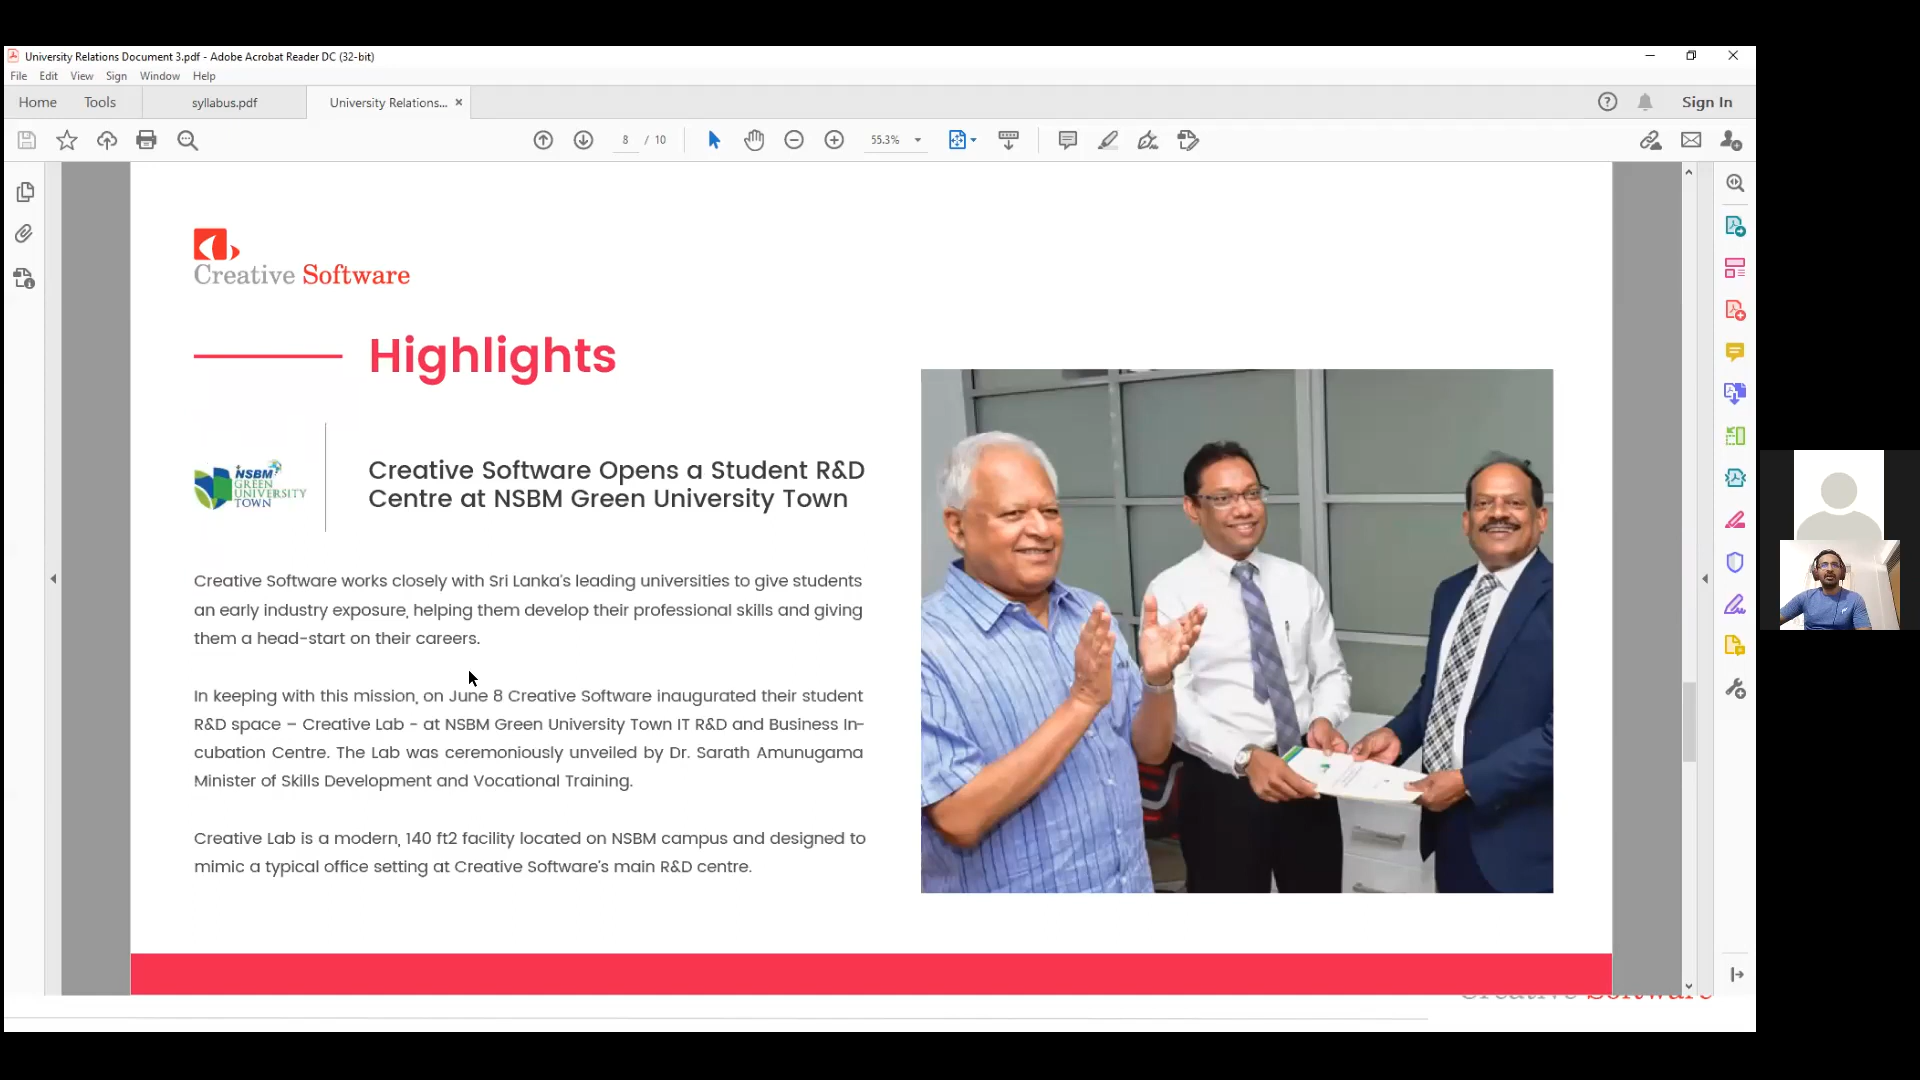 University Relations Document 3.pdf - Adobe Acrobat Reader DC (32-bit)
File Edit View Sign Window Help
Home Tools syllabus.pdf University Relations... × Sign In
8 / 10 55.3%
Creative Software
Highlights
NSBM
GREEN
UNIVERSITY
TOWN
Creative Software Opens a Student R&D
Centre at NSBM Green University Town
Creative Software works closely with Sri Lanka's leading universities to give students
an early industry exposure, helping them develop their professional skills and giving
them a head-start on their careers.
In keeping with this mission, on June 8 Creative Software inaugurated their student
R&D space – Creative Lab - at NSBM Green University Town IT R&D and Business In-
cubation Centre. The Lab was ceremoniously unveiled by Dr. Sarath Amunugama
Minister of Skills Development and Vocational Training.
Creative Lab is a modern, 140 ft2 facility located on NSBM campus and designed to
mimic a typical office setting at Creative Software's main R&D centre.
Creative Software